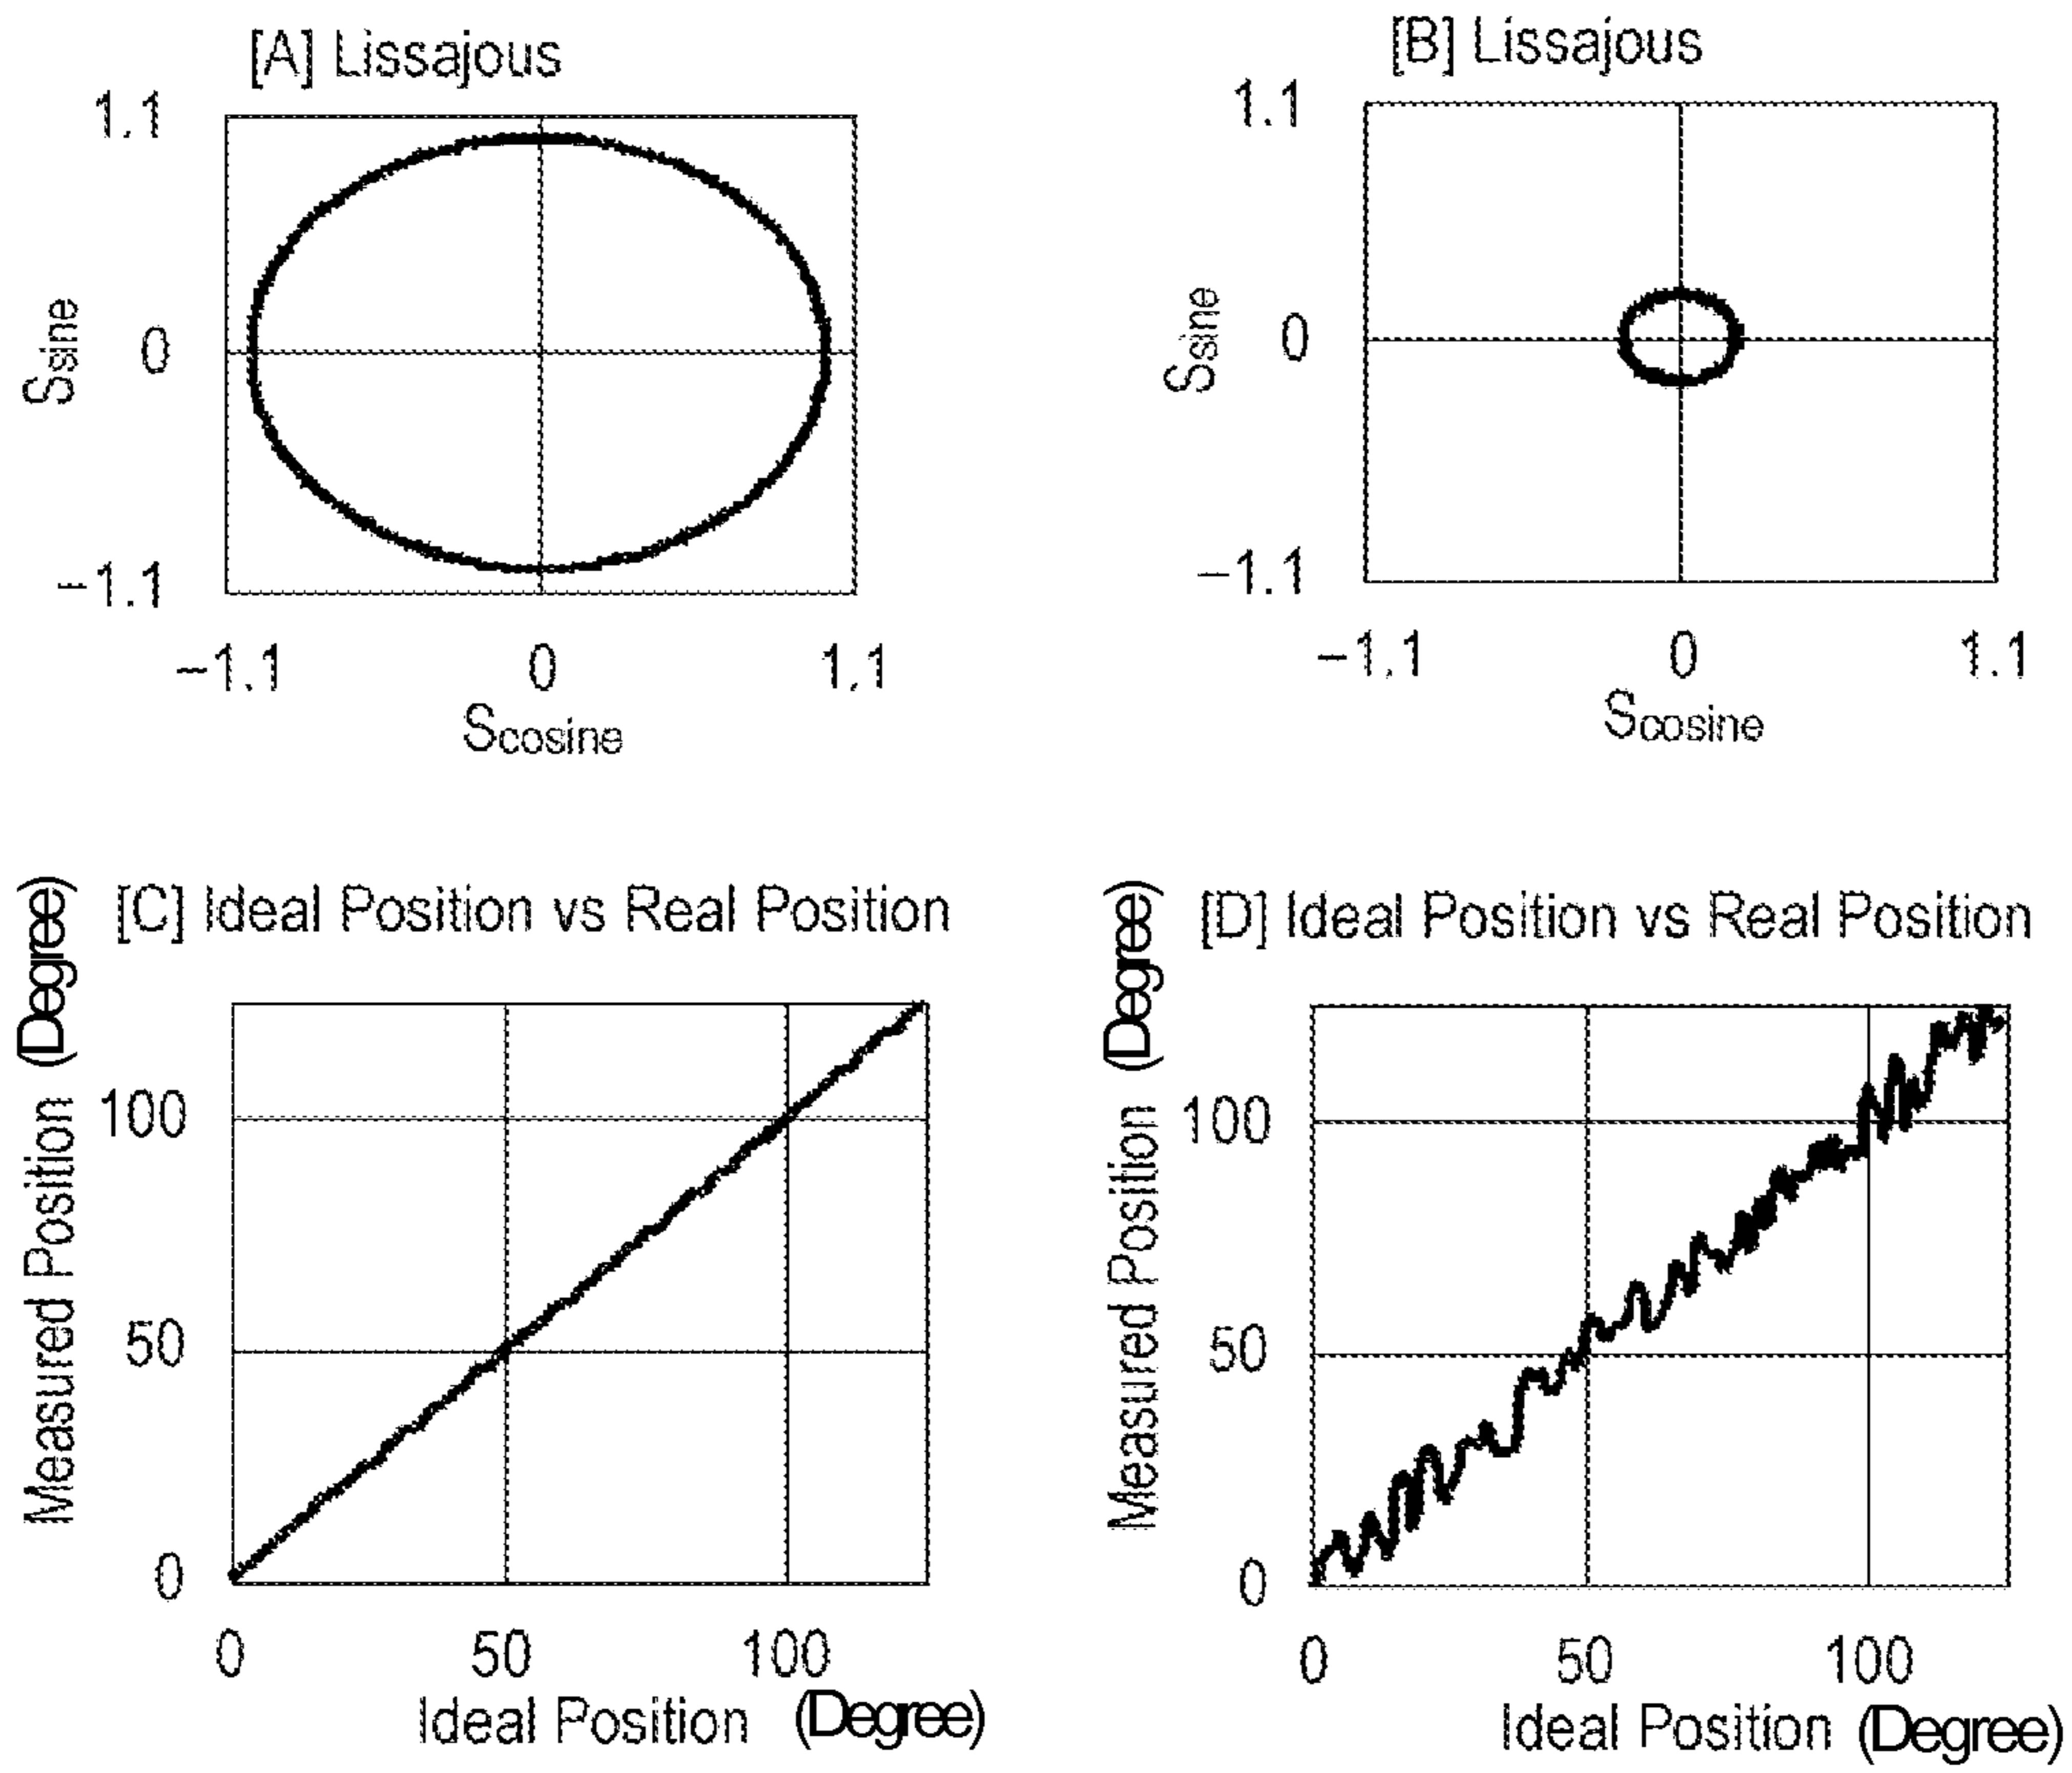 [A] Lissajous
1.1
0
-1.1
Ssine
-1.1 0 1.1
Scosine
[B] Lissajous
1.1
0
−1.1
Ssine
−1.1 0 1.1
Scosine
[C] Ideal Position vs Real Position
Measured Position (Degree)
100
50
0
0 50 100
Ideal Position (Degree)
[D] Ideal Position vs Real Position
Measured Position (Degree)
100
50
0
0 50 100
Ideal Position (Degree)